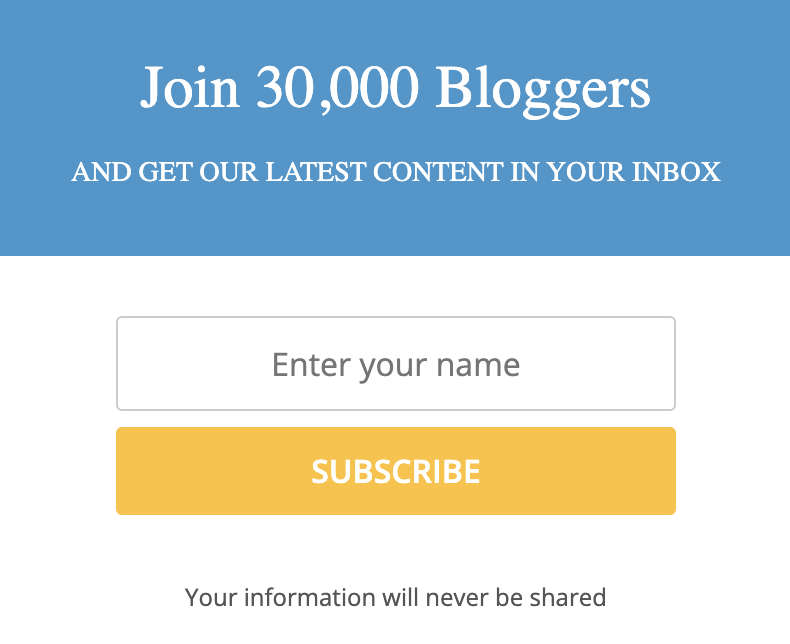 Join 30,000 Bloggers
AND GET OUR LATEST CONTENT IN YOUR INBOX
Enter your name
SUBSCRIBE
Your information will never be shared